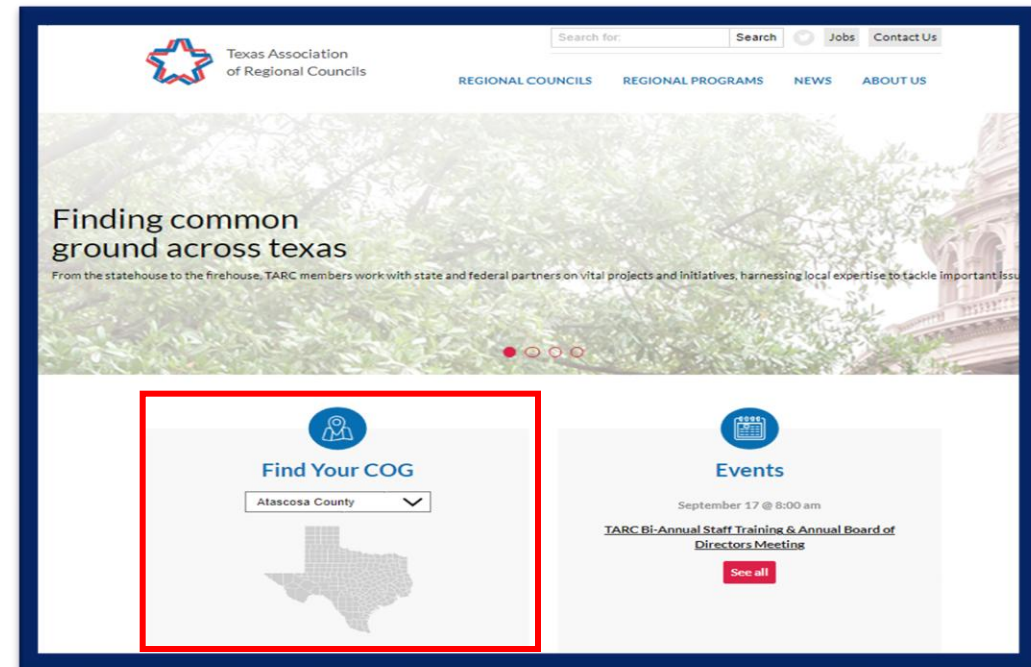 Search for:
Search
Jobs
Contact Us
Texas Association
of Regional Councils
REGIONAL COUNCILS
REGIONAL PROGRAMS
NEWS
ABOUT US
Finding common
ground across texas
From the statehouse to the firehouse, TARC members work with state and federal partners on vital projects and initiatives, harnessing local expertise to tackle important issu
Find Your COG
Atascosa County
Events
September 17 @ 8:00 am
TARC Bi-Annual Staff Training & Annual Board of
Directors Meeting
See all